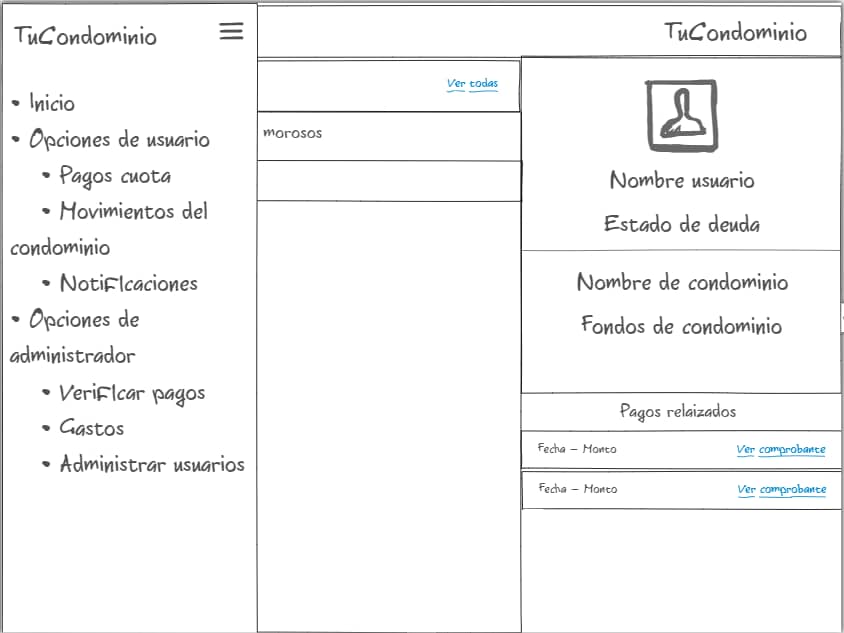 TuCondominio
• Inicio
• Opciones de usuario
• Pagos cuota
• Movimientos del
condominio
• Notificaciones
• Opciones de
administrador
• Verificar pagos
• Gastos
• Administrar usuarios
Ver todas
morosos
TuCondominio
Nombre usuario
Estado de deuda
Nombre de condominio
Fondos de condominio
Pagos relaizados
Fecha - Monto Ver comprobante
Fecha - Monto Ver comprobante